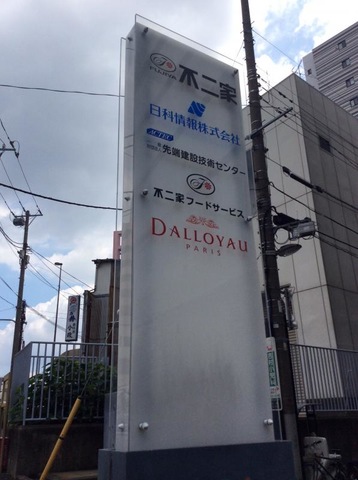 FUJIYA
不二家
日科情報株式会社
ACTEC
先端建設技術センター
不二家フードサービス
DALLOYAU
PARIS